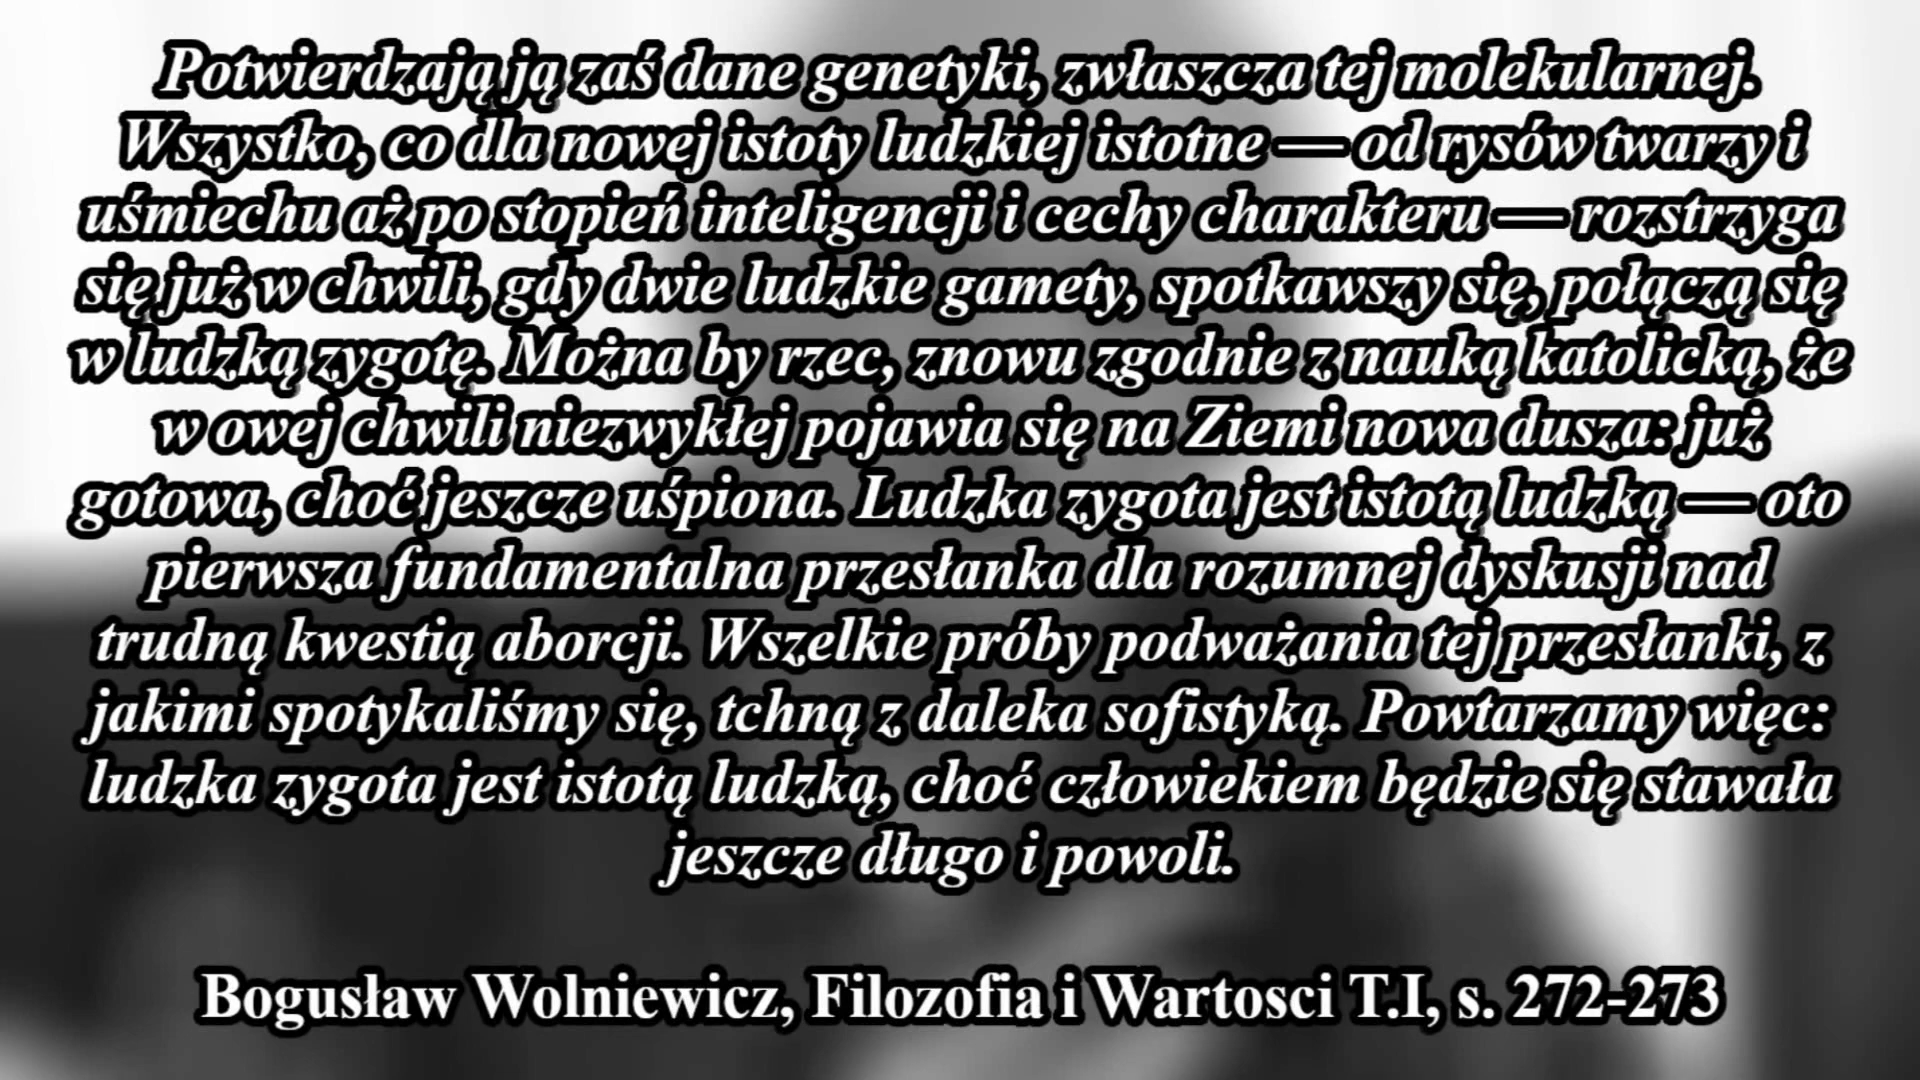 Potwierdzają ją zaś dane genetyki, zwłaszcza tej molekularnej.
Wszystko, co dla nowej istoty ludzkiej istotne — od rysów twarzy i
uśmiechu aż po stopień inteligencji i cechy charakteru — rozstrzyga
się już w chwili, gdy dwie ludzkie gamety, spotkawszy się, połączą się
w ludzką zygotę. Można by rzec, znowu zgodnie z nauką katolicką, że
w owej chwili niezwykłej pojawia się na Ziemi nowa dusza: już
gotowa, choć jeszcze uśpiona. Ludzka zygota jest istotą ludzką — oto
pierwsza fundamentalna przesłanka dla rozumnej dyskusji nad
trudną kwestią aborcji. Wszelkie próby podważania tej przesłanki, z
jakimi spotykaliśmy się, tchną z daleka sofistyką. Powtarzamy więc:
ludzka zygota jest istotą ludzką, choć człowiekiem będzie się stawała
jeszcze długo i powoli.
Bogusław Wolniewicz, Filozofia i Wartosci T.I, s. 272-273